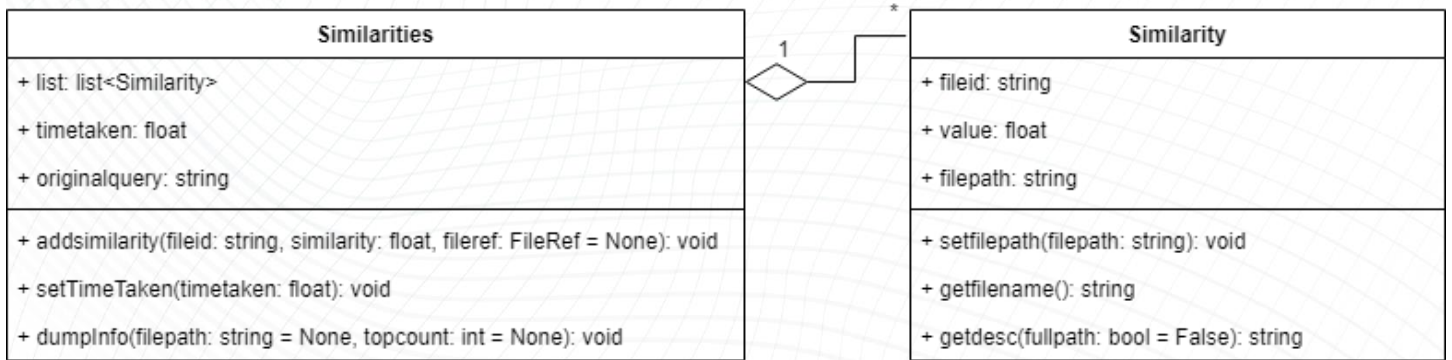 Similarities
+ list: list<Similarity>
+ timetaken: float
+ originalquery: string
+ addsimilarity(fileid: string, similarity: float, fileref: FileRef = None): void
+ setTimeTaken(timetaken: float): void
+ dumpInfo(filepath: string = None, topcount: int = None): void
1
*
Similarity
+ fileid: string
+ value: float
+ filepath: string
+ setfilepath(filepath: string): void
+ getfilename(): string
+ getdesc(fullpath: bool = False): string